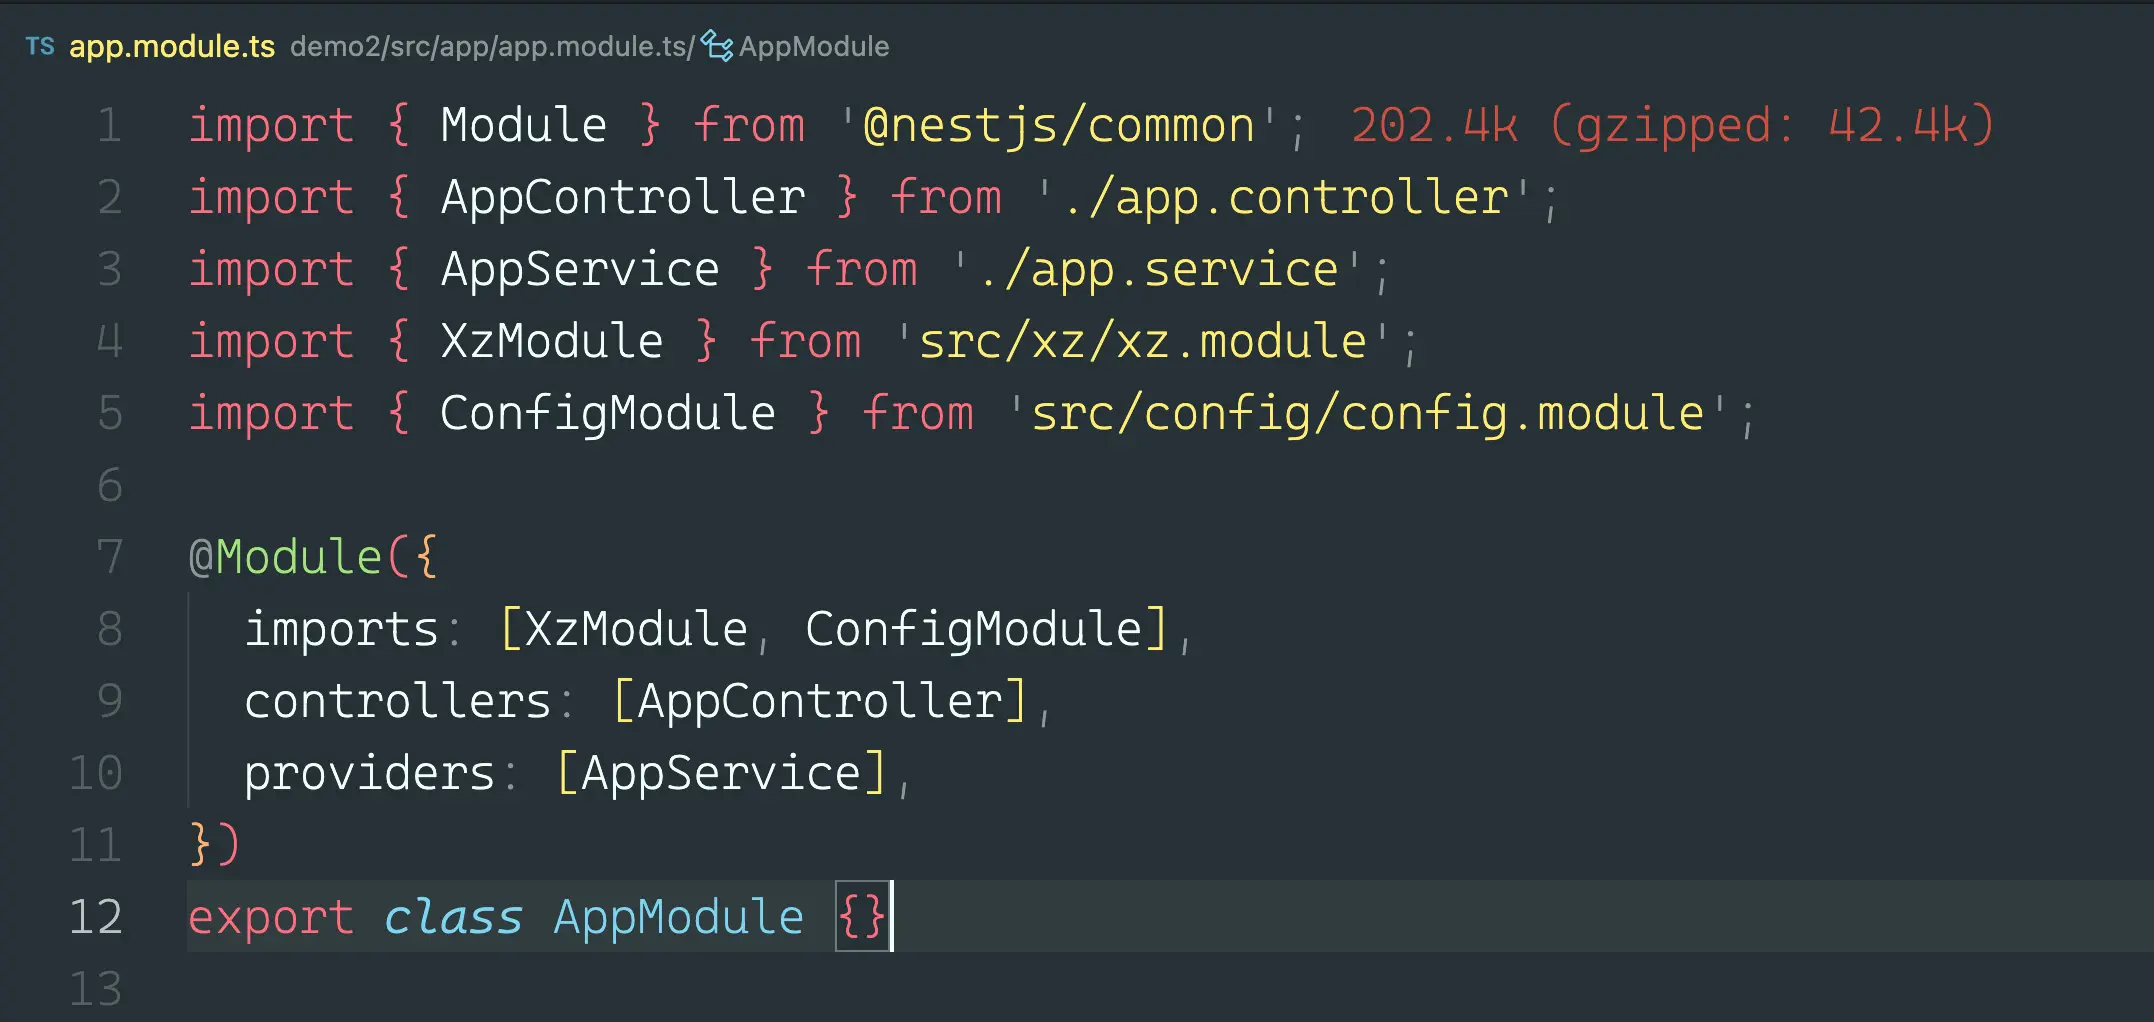 TS app.module.ts demo2/src/app/app.module.ts/ AppModule
1 import { Module } from '@nestjs/common'; 202.4k (gzipped: 42.4k)
2 import { AppController } from './app.controller';
3 import { AppService } from './app.service';
4 import { XzModule } from 'src/xz/xz.module';
5 import { ConfigModule } from 'src/config/config.module';
6
7 @Module({
8   imports: [XzModule, ConfigModule],
9   controllers: [AppController],
10   providers: [AppService],
11 })
12 export class AppModule {}
13